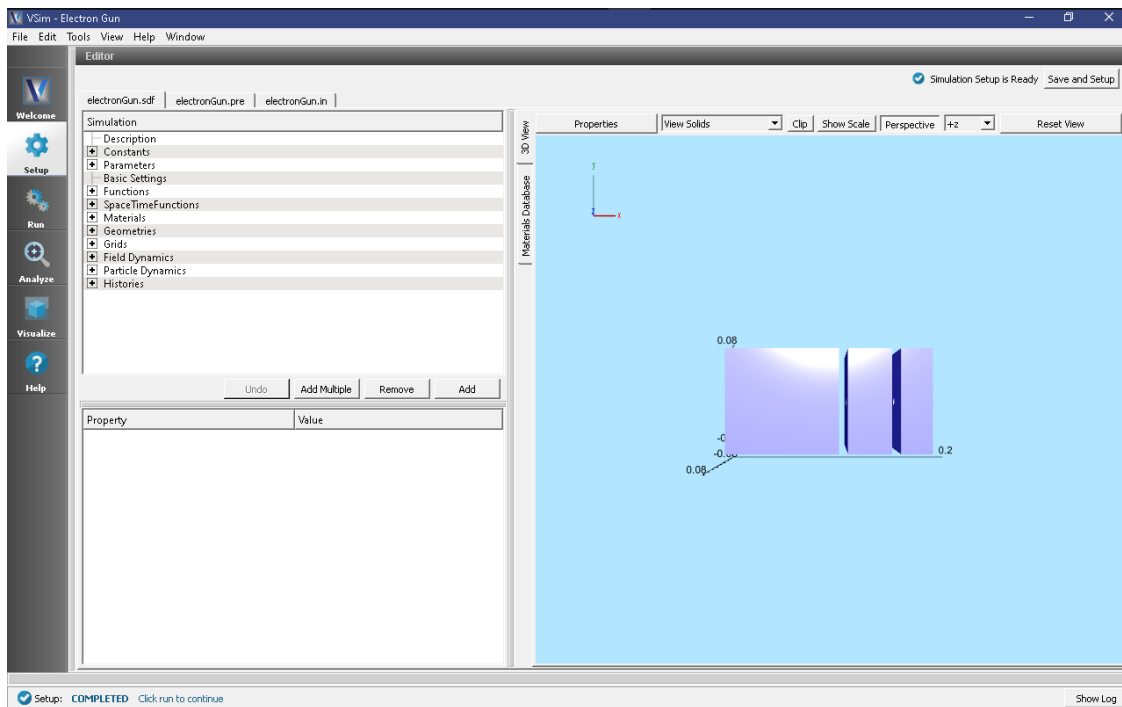 VSim - Electron Gun
File Edit Tools View Help Window
Editor
Simulation Setup is Ready Save and Setup
electronGun.sdf electronGun.pre electronGun.in
Welcome
Setup
Run
Analyze
Visualize
Help
Simulation
Description
Constants
Parameters
Basic Settings
Functions
SpaceTimeFunctions
Materials
Geometries
Grids
Field Dynamics
Particle Dynamics
Histories
Undo Add Multiple Remove Add
Property Value
3D View
Materials Database
Properties View Solids Clip Show Scale Perspective +z Reset View
Y
z X
0.08
0.2
0.08
Setup: COMPLETED Click run to continue
Show Log